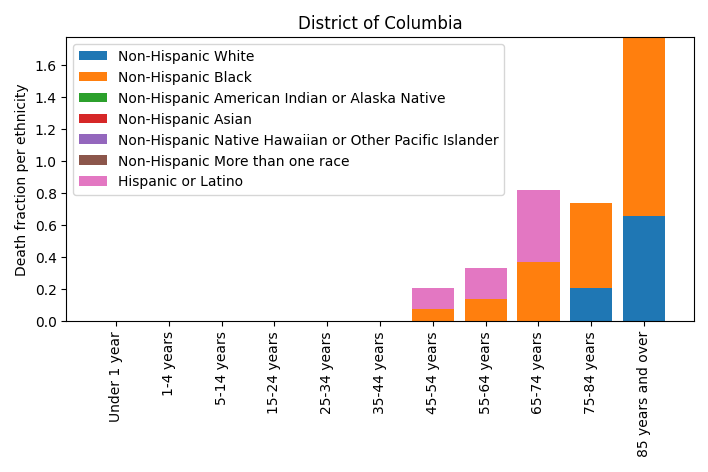 District of Columbia
Non-Hispanic White
Non-Hispanic Black
Non-Hispanic American Indian or Alaska Native
Non-Hispanic Asian
Non-Hispanic Native Hawaiian or Other Pacific Islander
Non-Hispanic More than one race
Hispanic or Latino
Death fraction per ethnicity
1.6
1.4
1.2
1.0
0.8
0.6
0.4
0.2
0.0
Under 1 year
1-4 years
5-14 years
15-24 years
25-34 years
35-44 years
45-54 years
55-64 years
65-74 years
75-84 years
85 years and over